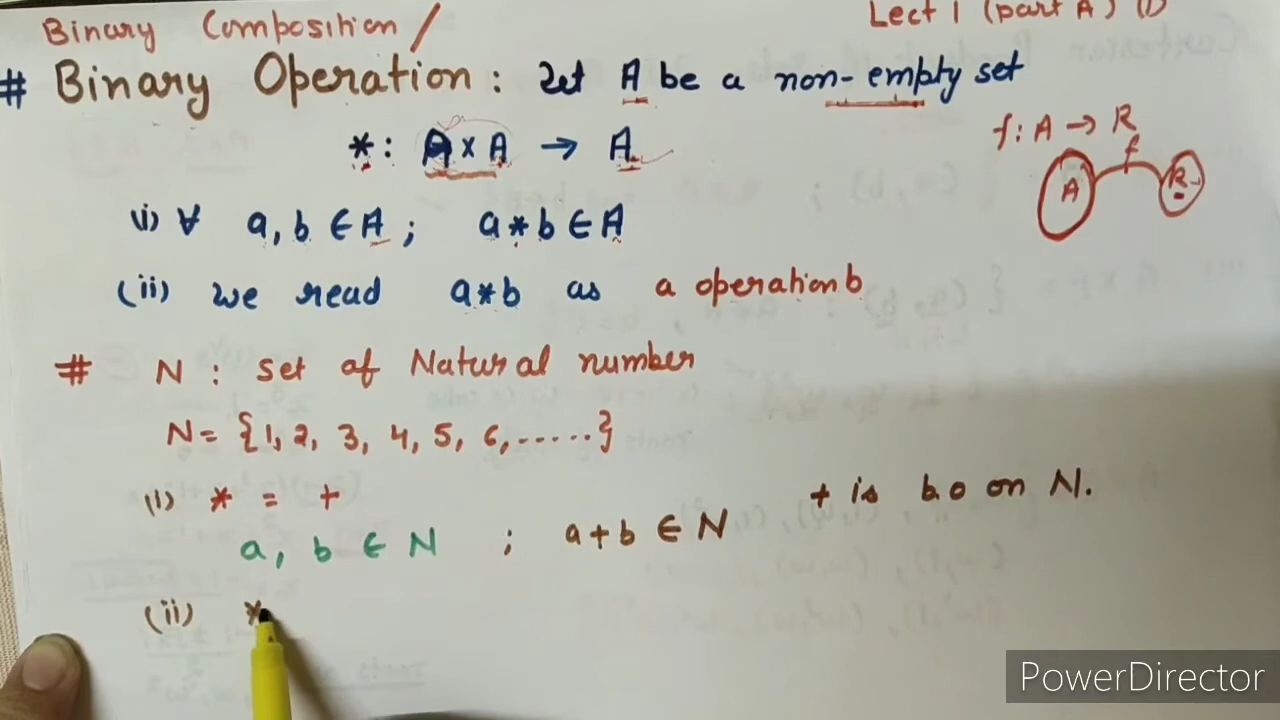 Binary Composition /
Lect 1 (part A) (1)
# Binary Operation : Let A be a non-empty set
* : A × A → A
f: A → R
f
A R
(i) ∀ a, b ∈ A ; a * b ∈ A
(ii) we read a * b as a operation b
# N : set of Natural number
N = {1, 2, 3, 4, 5, 6, .....}
(i) * = +
+ is b.o on N.
a, b ∈ N ; a + b ∈ N
(ii) *
PowerDirector